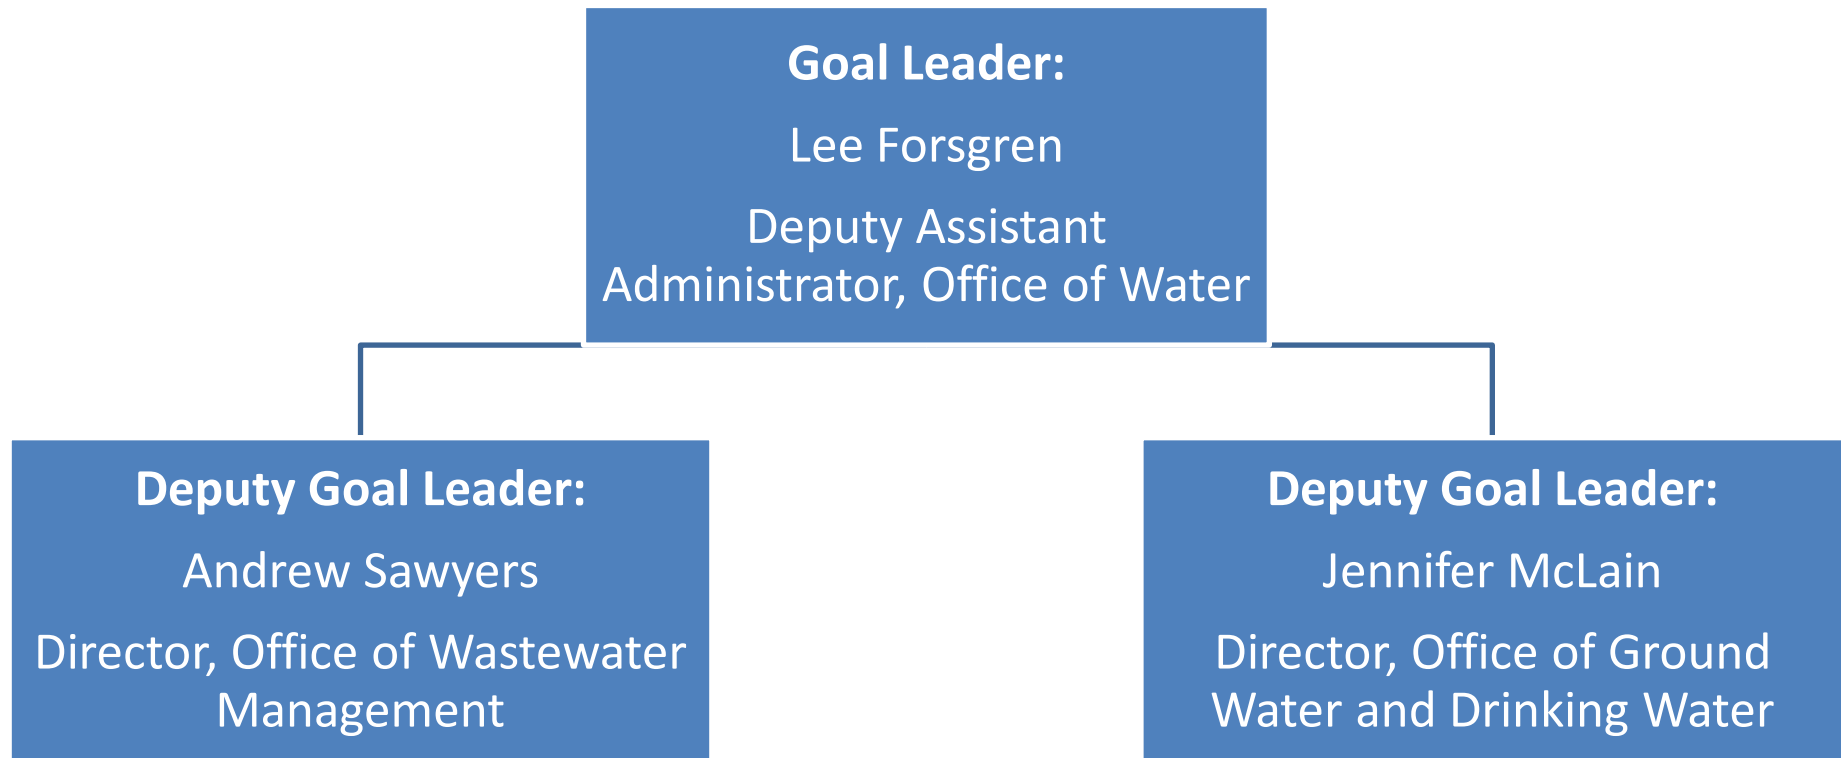 Goal Leader:
Lee Forsgren
Deputy Assistant
Administrator, Office of Water
Deputy Goal Leader:
Andrew Sawyers
Director, Office of Wastewater
Management
Deputy Goal Leader:
Jennifer McLain
Director, Office of Ground
Water and Drinking Water